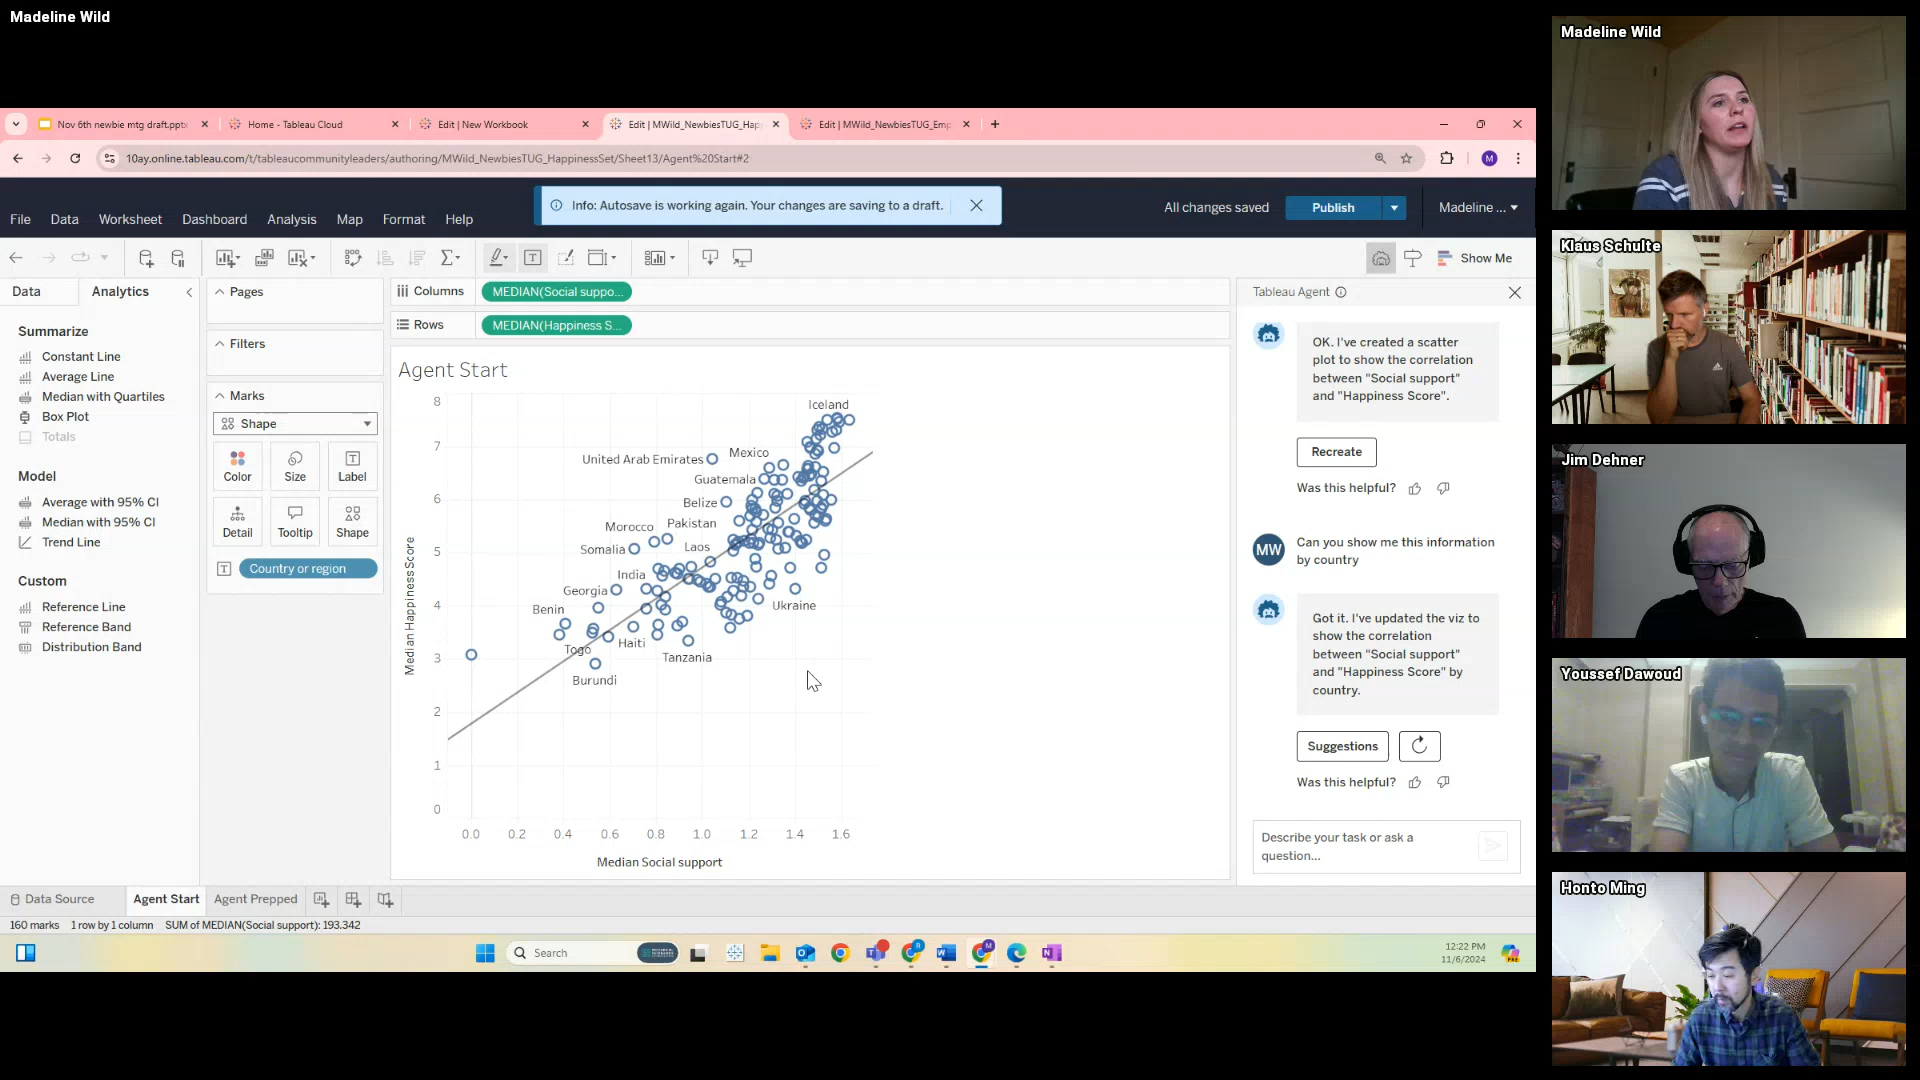 Madeline Wild
Nov 6th newbie mtg draft.pptx
Home - Tableau Cloud
Edit | New Workbook
Edit | MWild_NewbiesTUG_Hap
Edit | MWild_NewbiesTUG_Emp
10ay.online.tableau.com/t/tableaucommunityleaders/authoring/MWild_NewbiesTUG_HappinessSet/Sheet13/Agent%20Start#2
M
Info: Autosave is working again. Your changes are saving to a draft.
All changes saved
Publish
Madeline ...
File Data Worksheet Dashboard Analysis Map Format Help
Show Me
Data
Analytics
Summarize
Constant Line
Average Line
Median with Quartiles
Box Plot
Totals
Model
Average with 95% CI
Median with 95% CI
Trend Line
Custom
Reference Line
Reference Band
Distribution Band
Pages
Filters
Marks
Shape
Color
Size
Label
Detail
Tooltip
Shape
Country or region
Columns
MEDIAN(Social suppo...
Rows
MEDIAN(Happiness S...
Agent Start
Median Happiness Score
8
7
6
5
4
3
2
1
0
Iceland
Mexico
United Arab Emirates
Guatemala
Belize
Morocco
Pakistan
Somalia
Laos
India
Georgia
Benin
Ukraine
Togo
Haiti
Tanzania
Burundi
0.0 0.2 0.4 0.6 0.8 1.0 1.2 1.4 1.6
Median Social support
Tableau Agent
OK. I've created a scatter
plot to show the correlation
between "Social support"
and "Happiness Score".
Recreate
Was this helpful?
MW
Can you show me this information
by country
Got it. I've updated the viz to
show the correlation
between "Social support"
and "Happiness Score" by
country.
Suggestions
Was this helpful?
Describe your task or ask a
question...
Data Source
Agent Start
Agent Prepped
160 marks 1 row by 1 column SUM of MEDIAN(Social support): 193.342
Search
12:22 PM
11/6/2024
Madeline Wild
Klaus Schulte
Jim Dehner
Youssef Dawoud
Honto Ming